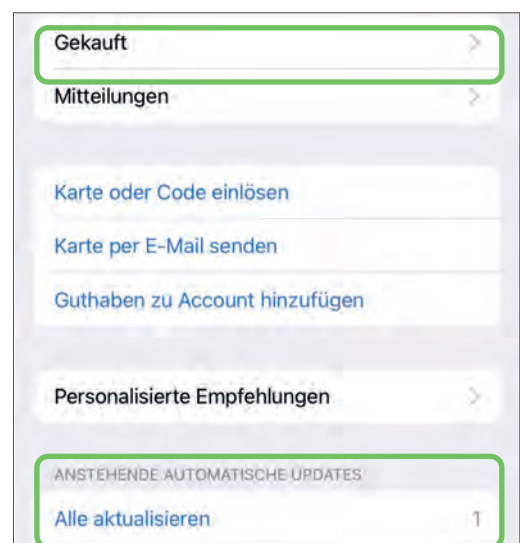 Gekauft
Mitteilungen
Karte oder Code einlösen
Karte per E-Mail senden
Guthaben zu Account hinzufügen
Personalisierte Empfehlungen
ANSTEHENDE AUTOMATISCHE UPDATES
Alle aktualisieren 1